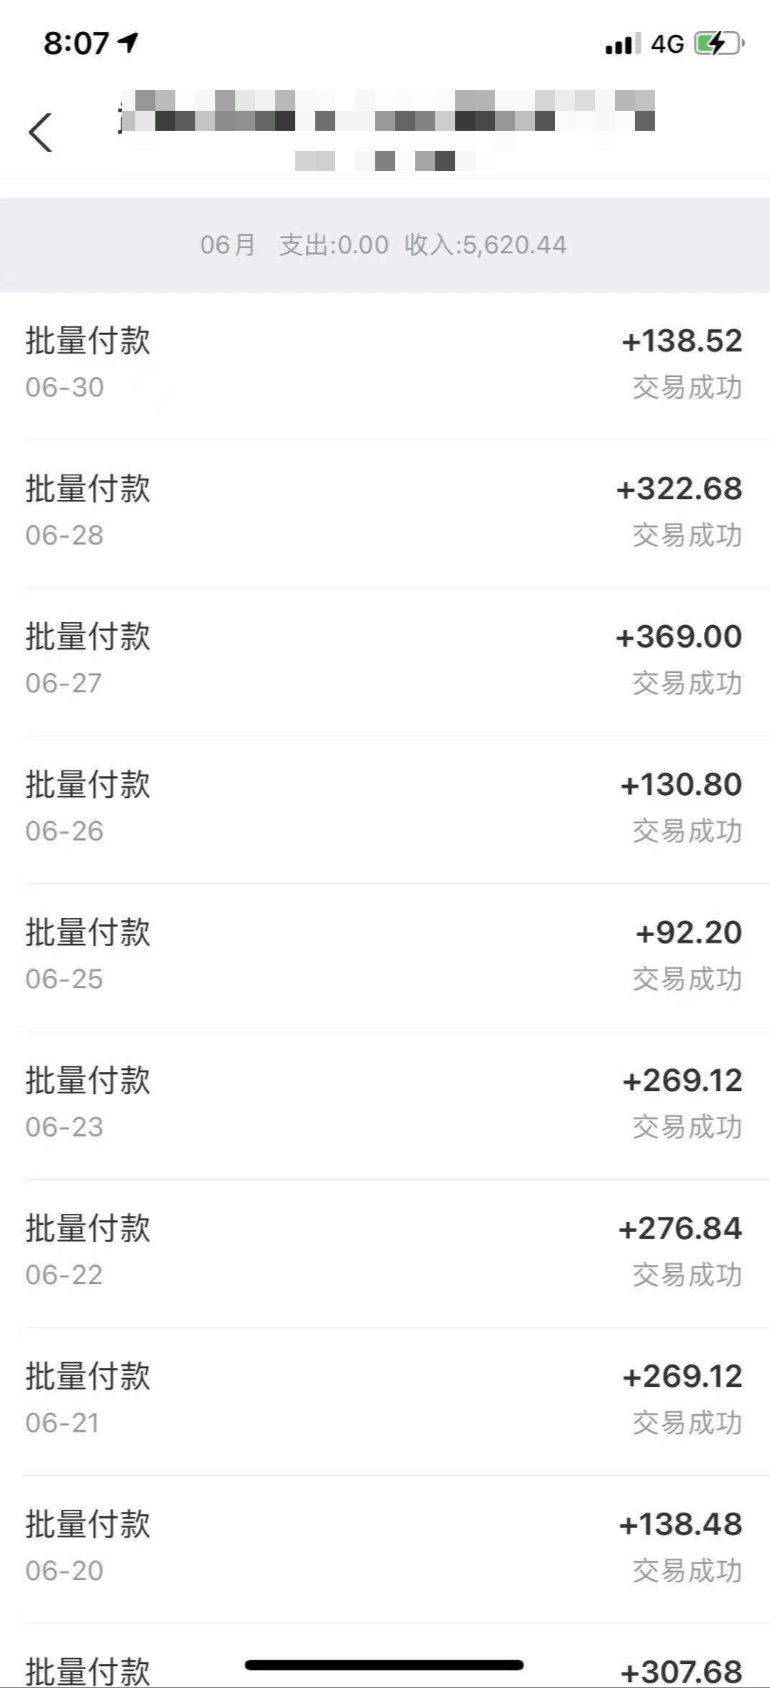 8:07
4G
06月 支出:0.00 收入:5,620.44
批量付款 +138.52
06-30 交易成功
批量付款 +322.68
06-28 交易成功
批量付款 +369.00
06-27 交易成功
批量付款 +130.80
06-26 交易成功
批量付款 +92.20
06-25 交易成功
批量付款 +269.12
06-23 交易成功
批量付款 +276.84
06-22 交易成功
批量付款 +269.12
06-21 交易成功
批量付款 +138.48
06-20 交易成功
批量付款 +307.68